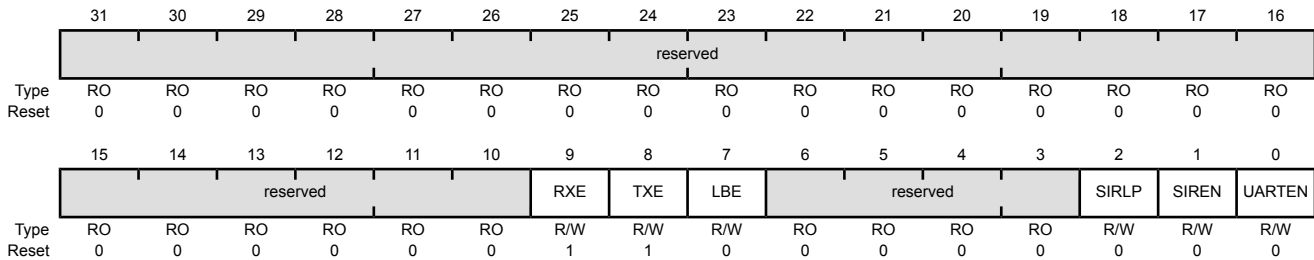 31 30 29 28 27 26 25 24 23 22 21 20 19 18 17 16
reserved
Type RO RO RO RO RO RO RO RO RO RO RO RO RO RO RO RO
Reset 0 0 0 0 0 0 0 0 0 0 0 0 0 0 0 0
15 14 13 12 11 10 9 8 7 6 5 4 3 2 1 0
reserved RXE TXE LBE reserved SIRLP SIREN UARTEN
Type RO RO RO RO RO RO R/W R/W R/W RO RO RO RO R/W R/W R/W
Reset 0 0 0 0 0 0 1 1 0 0 0 0 0 0 0 0